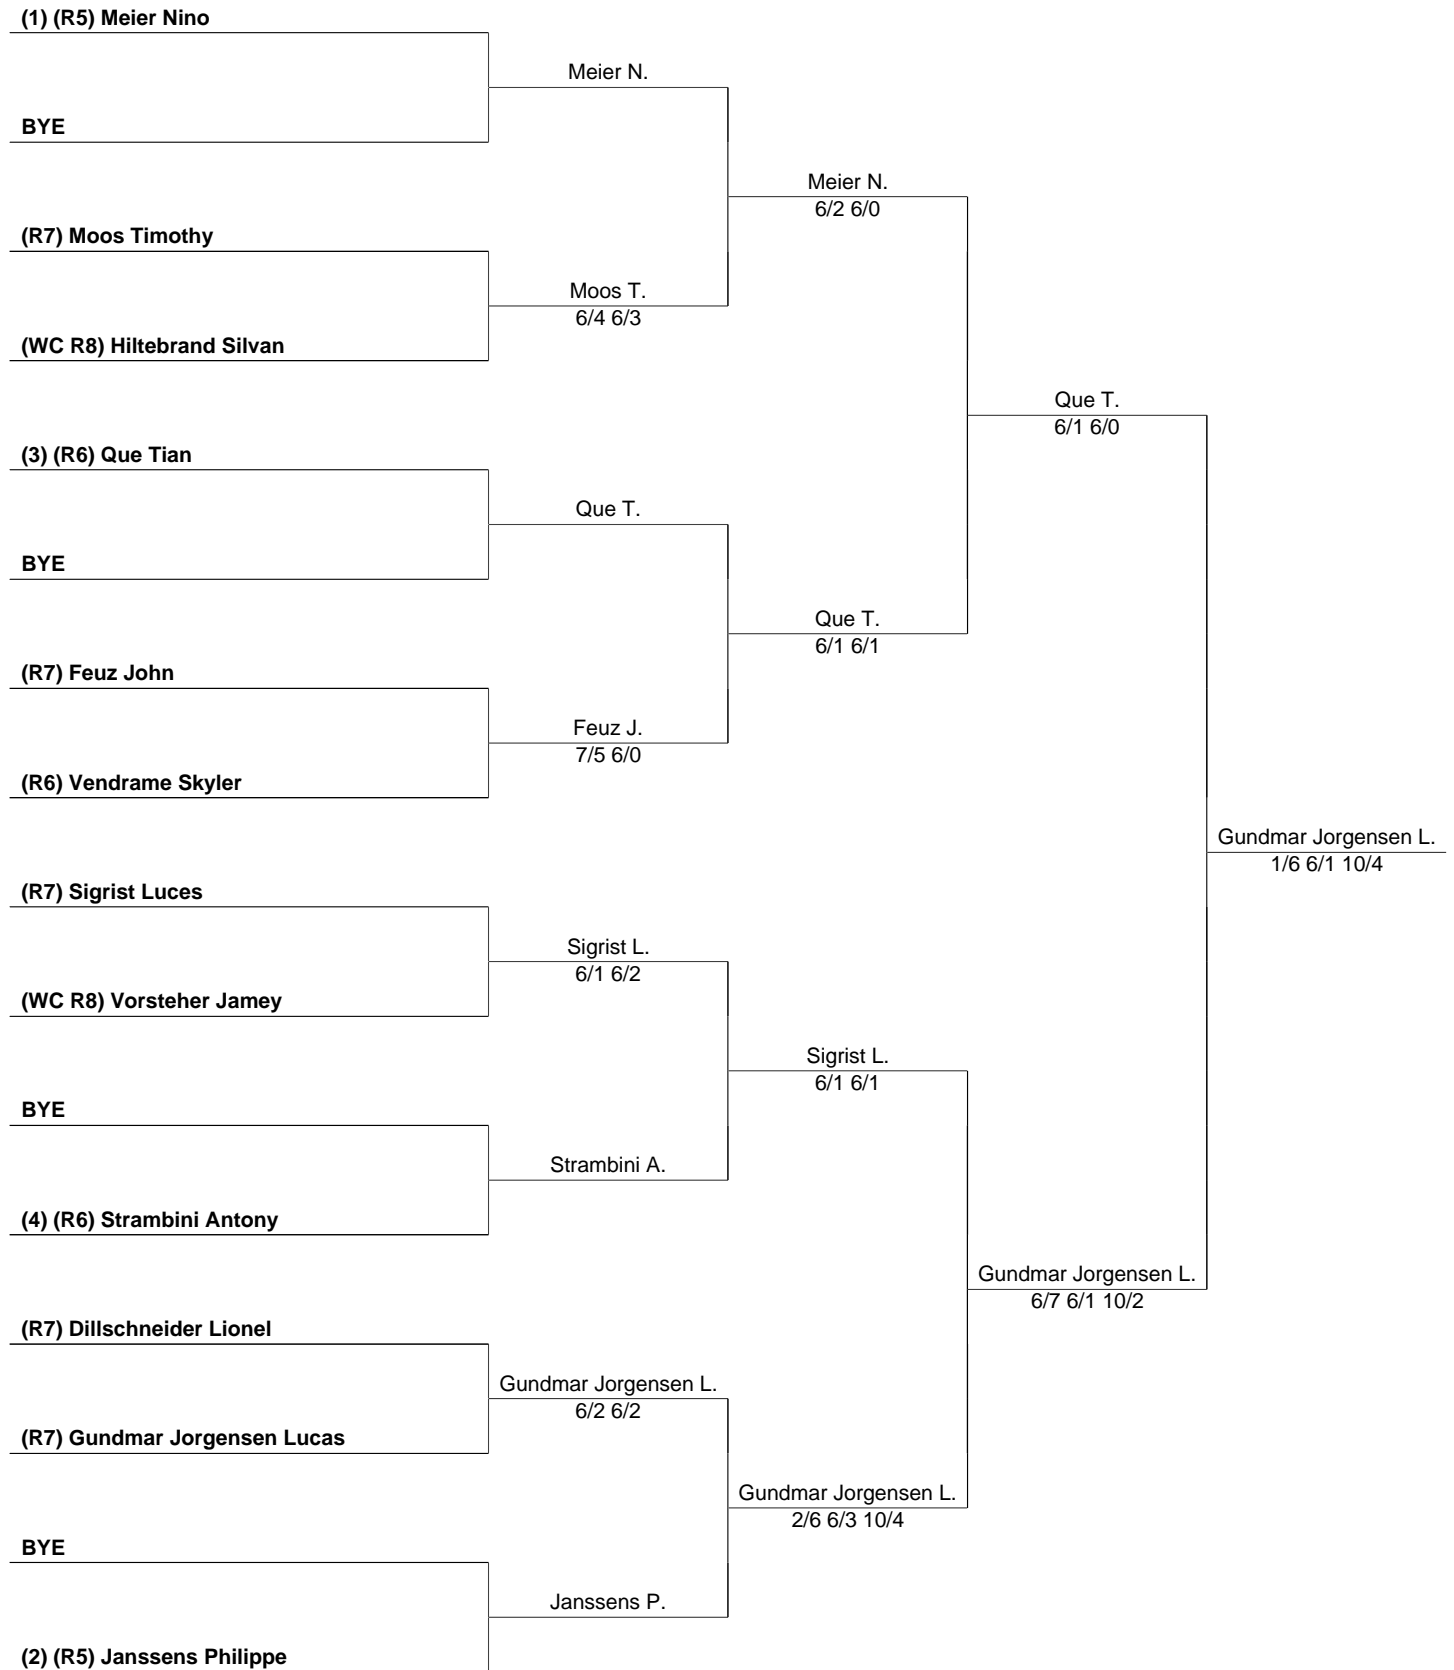 (1) (R5) Meier Nino
Meier N.
BYE
Meier N.
6/2 6/0
(R7) Moos Timothy
Moos T.
6/4 6/3
(WC R8) Hiltebrand Silvan
Que T.
6/1 6/0
(3) (R6) Que Tian
Que T.
BYE
Que T.
6/1 6/1
(R7) Feuz John
Feuz J.
7/5 6/0
(R6) Vendrame Skyler
Gundmar Jorgensen L.
1/6 6/1 10/4
(R7) Sigrist Luces
Sigrist L.
6/1 6/2
(WC R8) Vorsteher Jamey
Sigrist L.
6/1 6/1
BYE
Strambini A.
(4) (R6) Strambini Antony
Gundmar Jorgensen L.
6/7 6/1 10/2
(R7) Dillschneider Lionel
Gundmar Jorgensen L.
6/2 6/2
(R7) Gundmar Jorgensen Lucas
Gundmar Jorgensen L.
2/6 6/3 10/4
BYE
Janssens P.
(2) (R5) Janssens Philippe